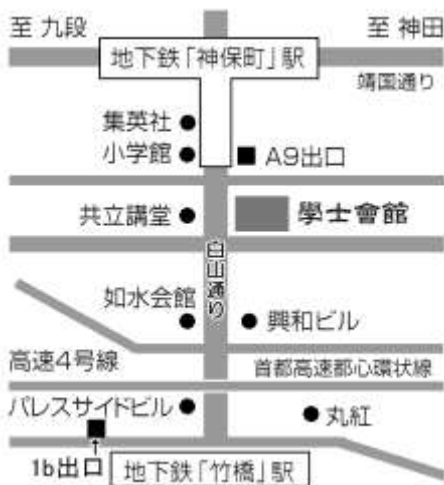 至 九段
至 神田
地下鉄「神保町」駅
靖国通り
集英社
小学館
A9出口
共立講堂
學士會館
白山通り
如水会館
興和ビル
高速4号線
首都高速都心環状線
パレスサイドビル
丸紅
1b出口
地下鉄「竹橋」駅